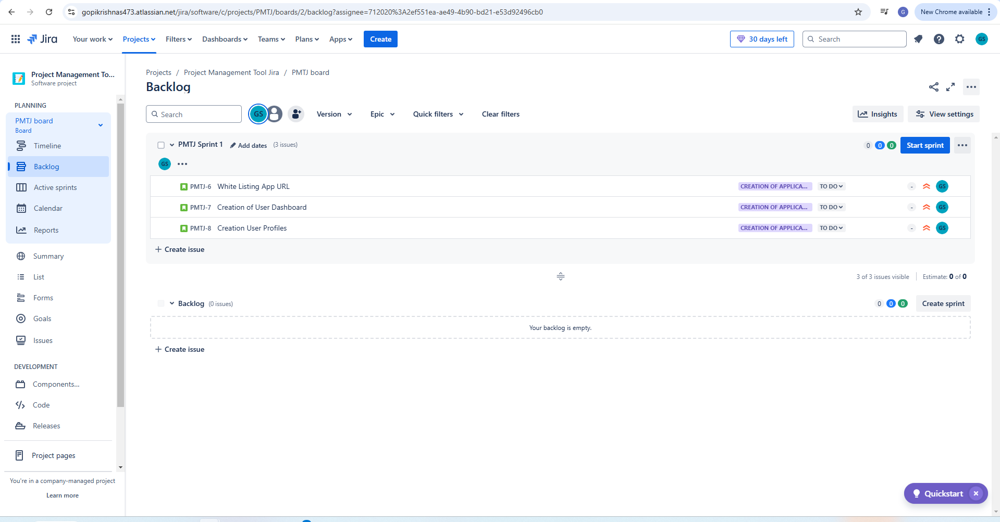 gopikrishnas473.atlassian.net/jira/software/c/projects/PMTJ/boards/2/backlog?assignee=712020%3A2ef551ea-ae49-4b90-bd21-e53d92496cb0
G
New Chrome available
Jira
Your work
Projects
Filters
Dashboards
Teams
Plans
Apps
Create
30 days left
Search
GS
Project Management To...
Software project
PLANNING
PMTJ board
Board
Timeline
Backlog
Active sprints
Calendar
Reports
Summary
List
Forms
Goals
Issues
DEVELOPMENT
Components...
Code
Releases
Project pages
You're in a company-managed project
Learn more
Projects / Project Management Tool Jira / PMTJ board
Backlog
Search
GS
Version
Epic
Quick filters
Clear filters
Insights
View settings
PMTJ Sprint 1 Add dates (3 issues)
0 0 0 Start sprint
GS
PMTJ-6 White Listing App URL CREATION OF APPLICA... TO DO - GS
PMTJ-7 Creation of User Dashboard CREATION OF APPLICA... TO DO - GS
PMTJ-8 Creation User Profiles CREATION OF APPLICA... TO DO - GS
+ Create issue
3 of 3 issues visible Estimate: 0 of 0
Backlog (0 issues)
0 0 0 Create sprint
Your backlog is empty.
+ Create issue
Quickstart